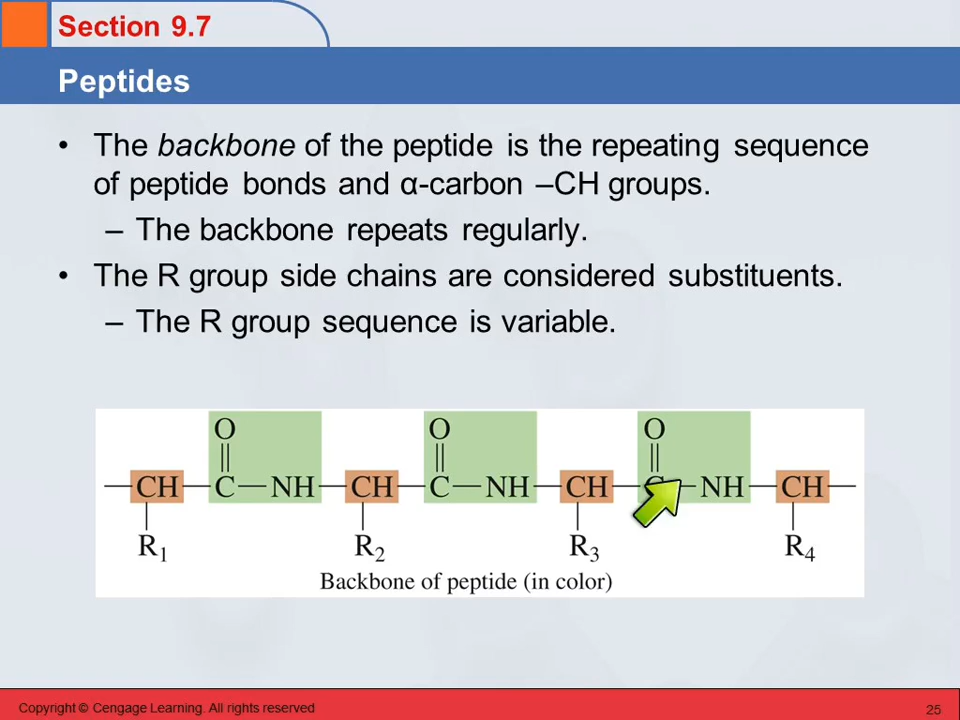 Section 9.7
Peptides
• The backbone of the peptide is the repeating sequence
of peptide bonds and α-carbon –CH groups.
– The backbone repeats regularly.
• The R group side chains are considered substituents.
– The R group sequence is variable.
O O O
CH C NH CH C NH CH C NH CH
R1 R2 R3 R4
Backbone of peptide (in color)
Copyright © Cengage Learning. All rights reserved 25